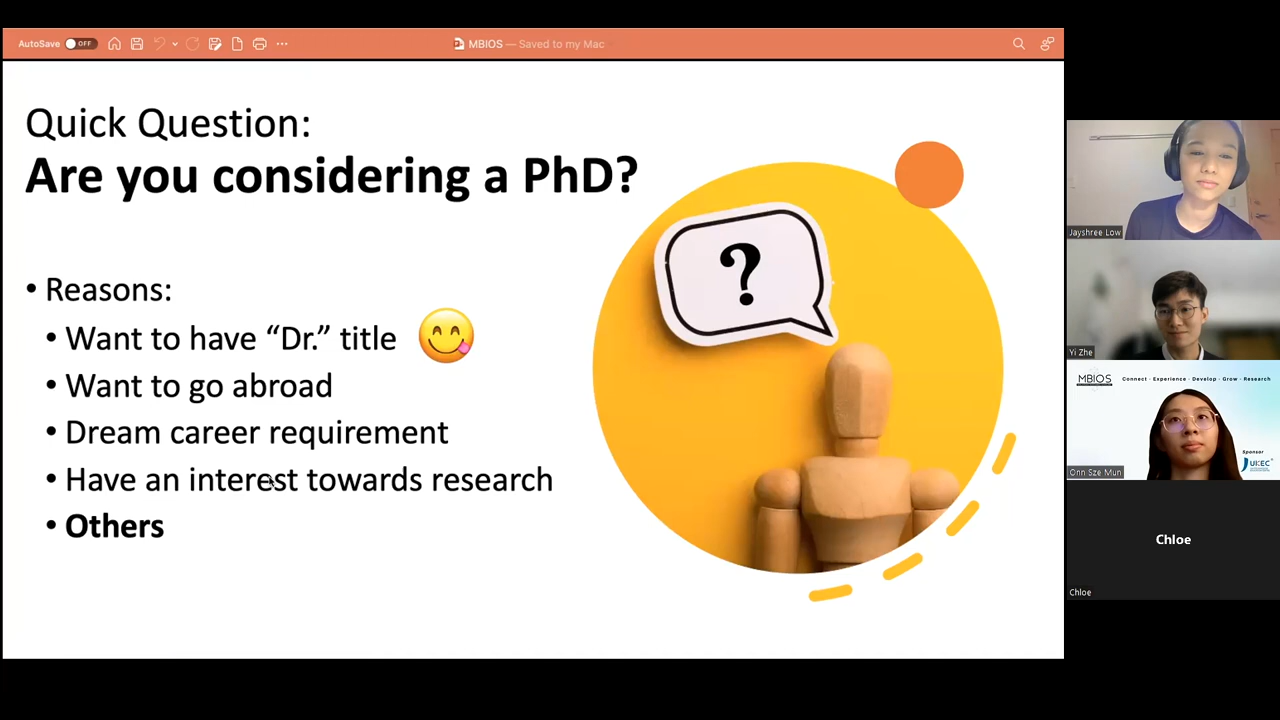 AutoSave OFF
MBIOS — Saved to my Mac
Quick Question:
Are you considering a PhD?
?
• Reasons:
• Want to have “Dr.” title
• Want to go abroad
• Dream career requirement
• Have an interest towards research
• Others
Jayshree Low
Yi Zhe
MBIOS
Connect - Experience - Develop - Grow - Research
Sponsor
UKEC
Onn Sze Mun
Chloe
Chloe